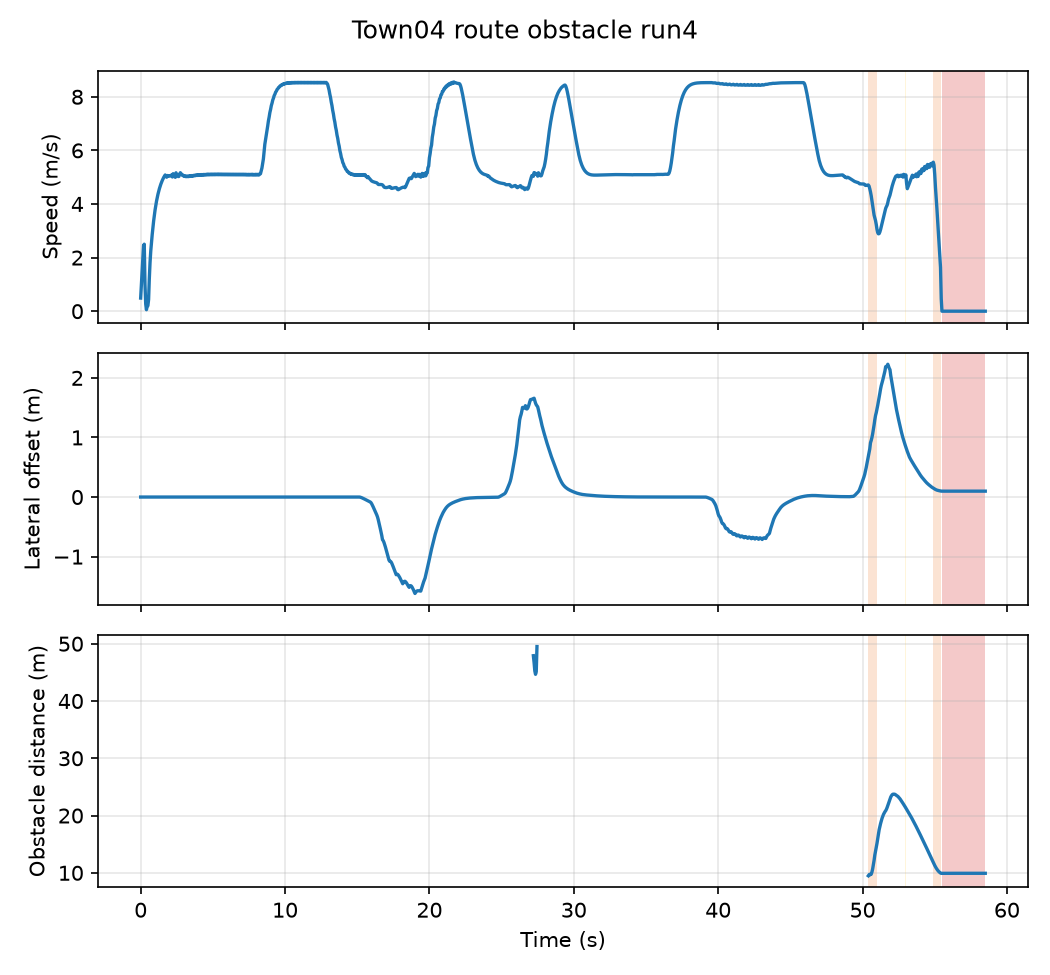 Town04 route obstacle run4
Speed (m/s)
8
6
4
2
0
Lateral offset (m)
2
1
0
−1
Obstacle distance (m)
50
40
30
20
10
0 10 20 30 40 50 60
Time (s)